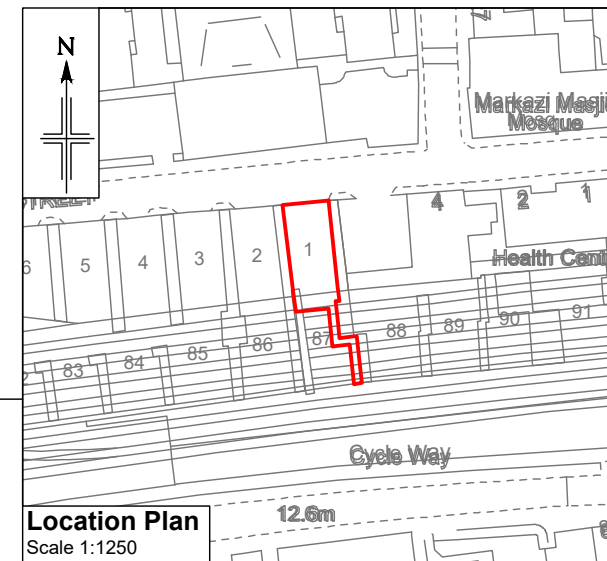 N
Markazi Masji
Mosque
STREET
4
2
1
6
5
4
3
2
1
Health Cent
83
84
85
86
87
88
89
90
91
Cycle Way
12.6m
Location Plan
Scale 1:1250